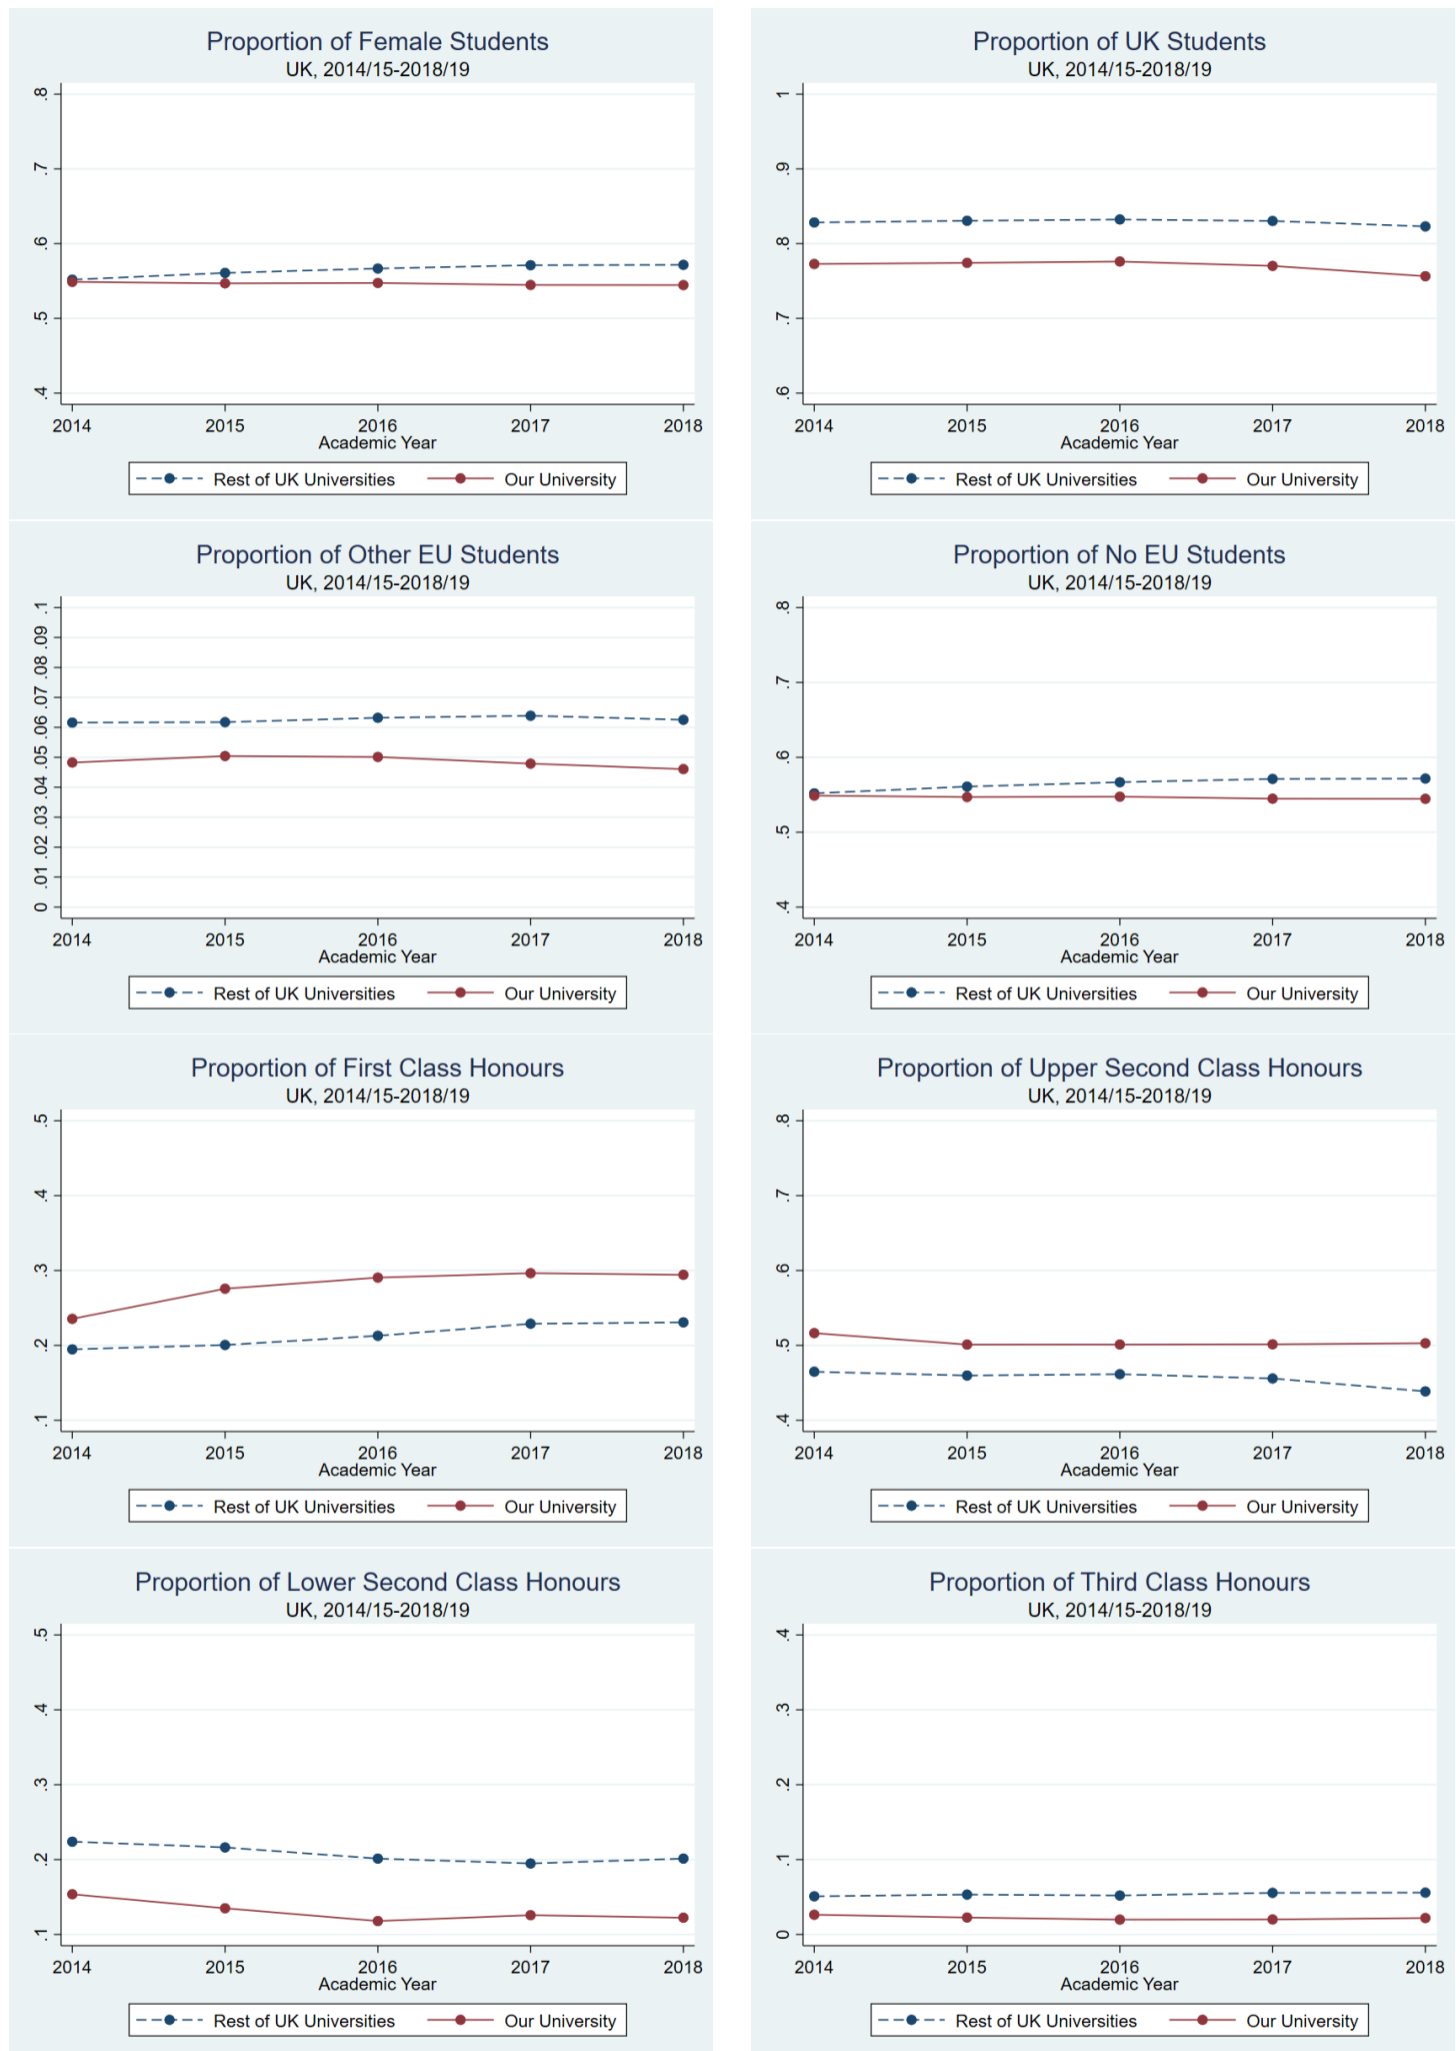 Proportion of Female Students
UK, 2014/15-2018/19
.8
.7
.6
.5
.4
2014 2015 2016 2017 2018
Academic Year
Rest of UK Universities Our University
Proportion of UK Students
UK, 2014/15-2018/19
1
.9
.8
.7
.6
2014 2015 2016 2017 2018
Academic Year
Rest of UK Universities Our University
Proportion of Other EU Students
UK, 2014/15-2018/19
.1
.09
.08
.07
.06
.05
.04
.03
.02
.01
0
2014 2015 2016 2017 2018
Academic Year
Rest of UK Universities Our University
Proportion of No EU Students
UK, 2014/15-2018/19
.8
.7
.6
.5
.4
2014 2015 2016 2017 2018
Academic Year
Rest of UK Universities Our University
Proportion of First Class Honours
UK, 2014/15-2018/19
.5
.4
.3
.2
.1
2014 2015 2016 2017 2018
Academic Year
Rest of UK Universities Our University
Proportion of Upper Second Class Honours
UK, 2014/15-2018/19
.8
.7
.6
.5
.4
2014 2015 2016 2017 2018
Academic Year
Rest of UK Universities Our University
Proportion of Lower Second Class Honours
UK, 2014/15-2018/19
.5
.4
.3
.2
.1
2014 2015 2016 2017 2018
Academic Year
Rest of UK Universities Our University
Proportion of Third Class Honours
UK, 2014/15-2018/19
.4
.3
.2
.1
0
2014 2015 2016 2017 2018
Academic Year
Rest of UK Universities Our University